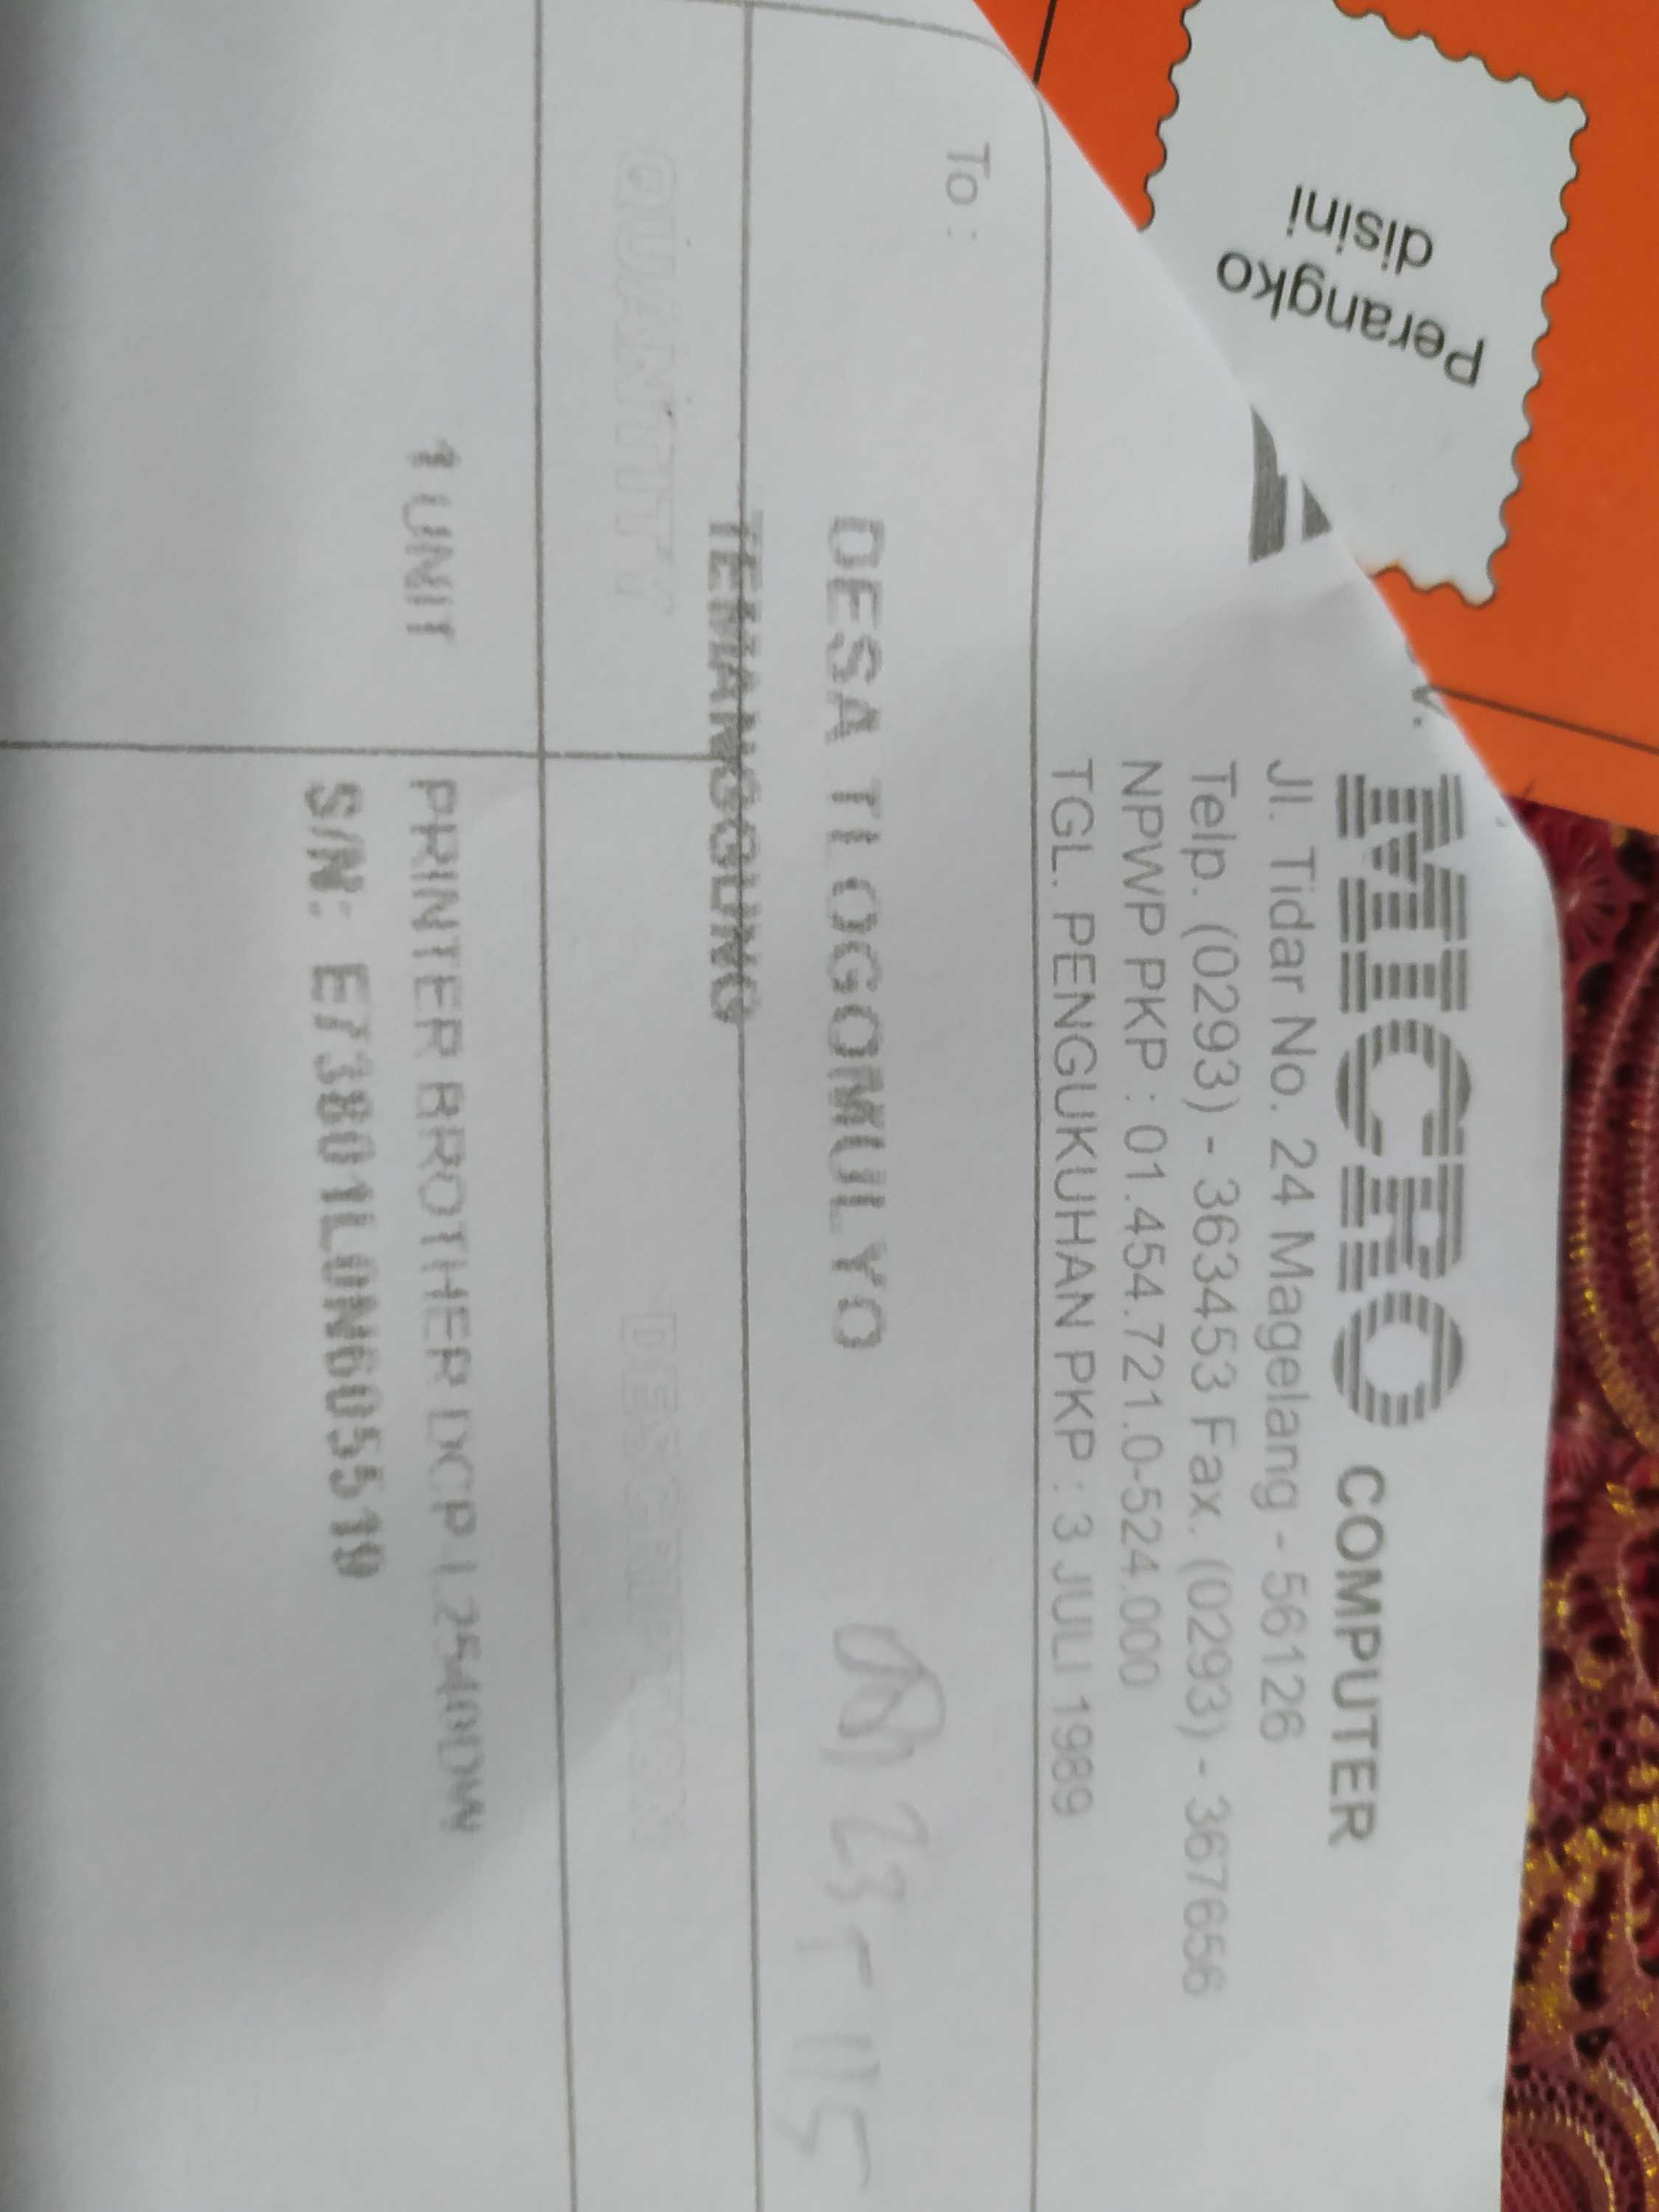 Perangko
disini
V.
MICRO COMPUTER
Jl. Tidar No. 24 Magelang - 56126
Telp. (0293) - 363453 Fax. (0293) - 367656
NPWP PKP : 01.454.721.0-524.000
TGL. PENGUKUHAN PKP : 3 JULI 1989
To :
DESA TLOGOMULYO
TEMANGGUNG
QUANTITY DESCRIPTION
1 UNIT PRINTER BROTHER DCP L2540DW
S/N: E73801L0N605510